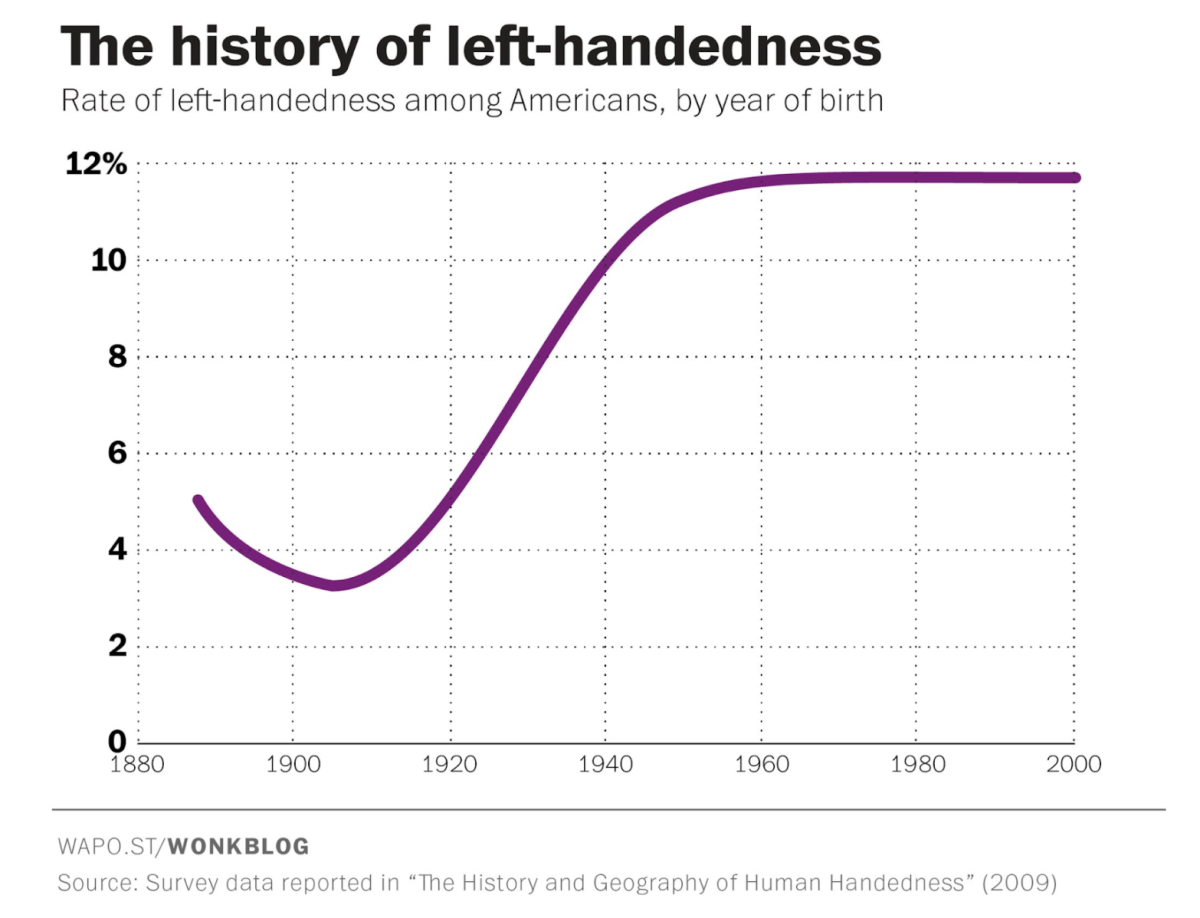 The history of left-handedness
Rate of left-handedness among Americans, by year of birth
12%
10
8
6
4
2
0
1880 1900 1920 1940 1960 1980 2000
WAPO.ST/WONKBLOG
Source: Survey data reported in “The History and Geography of Human Handedness” (2009)